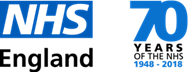 NHS
England
70
YEARS
OF THE NHS
1948 - 2018